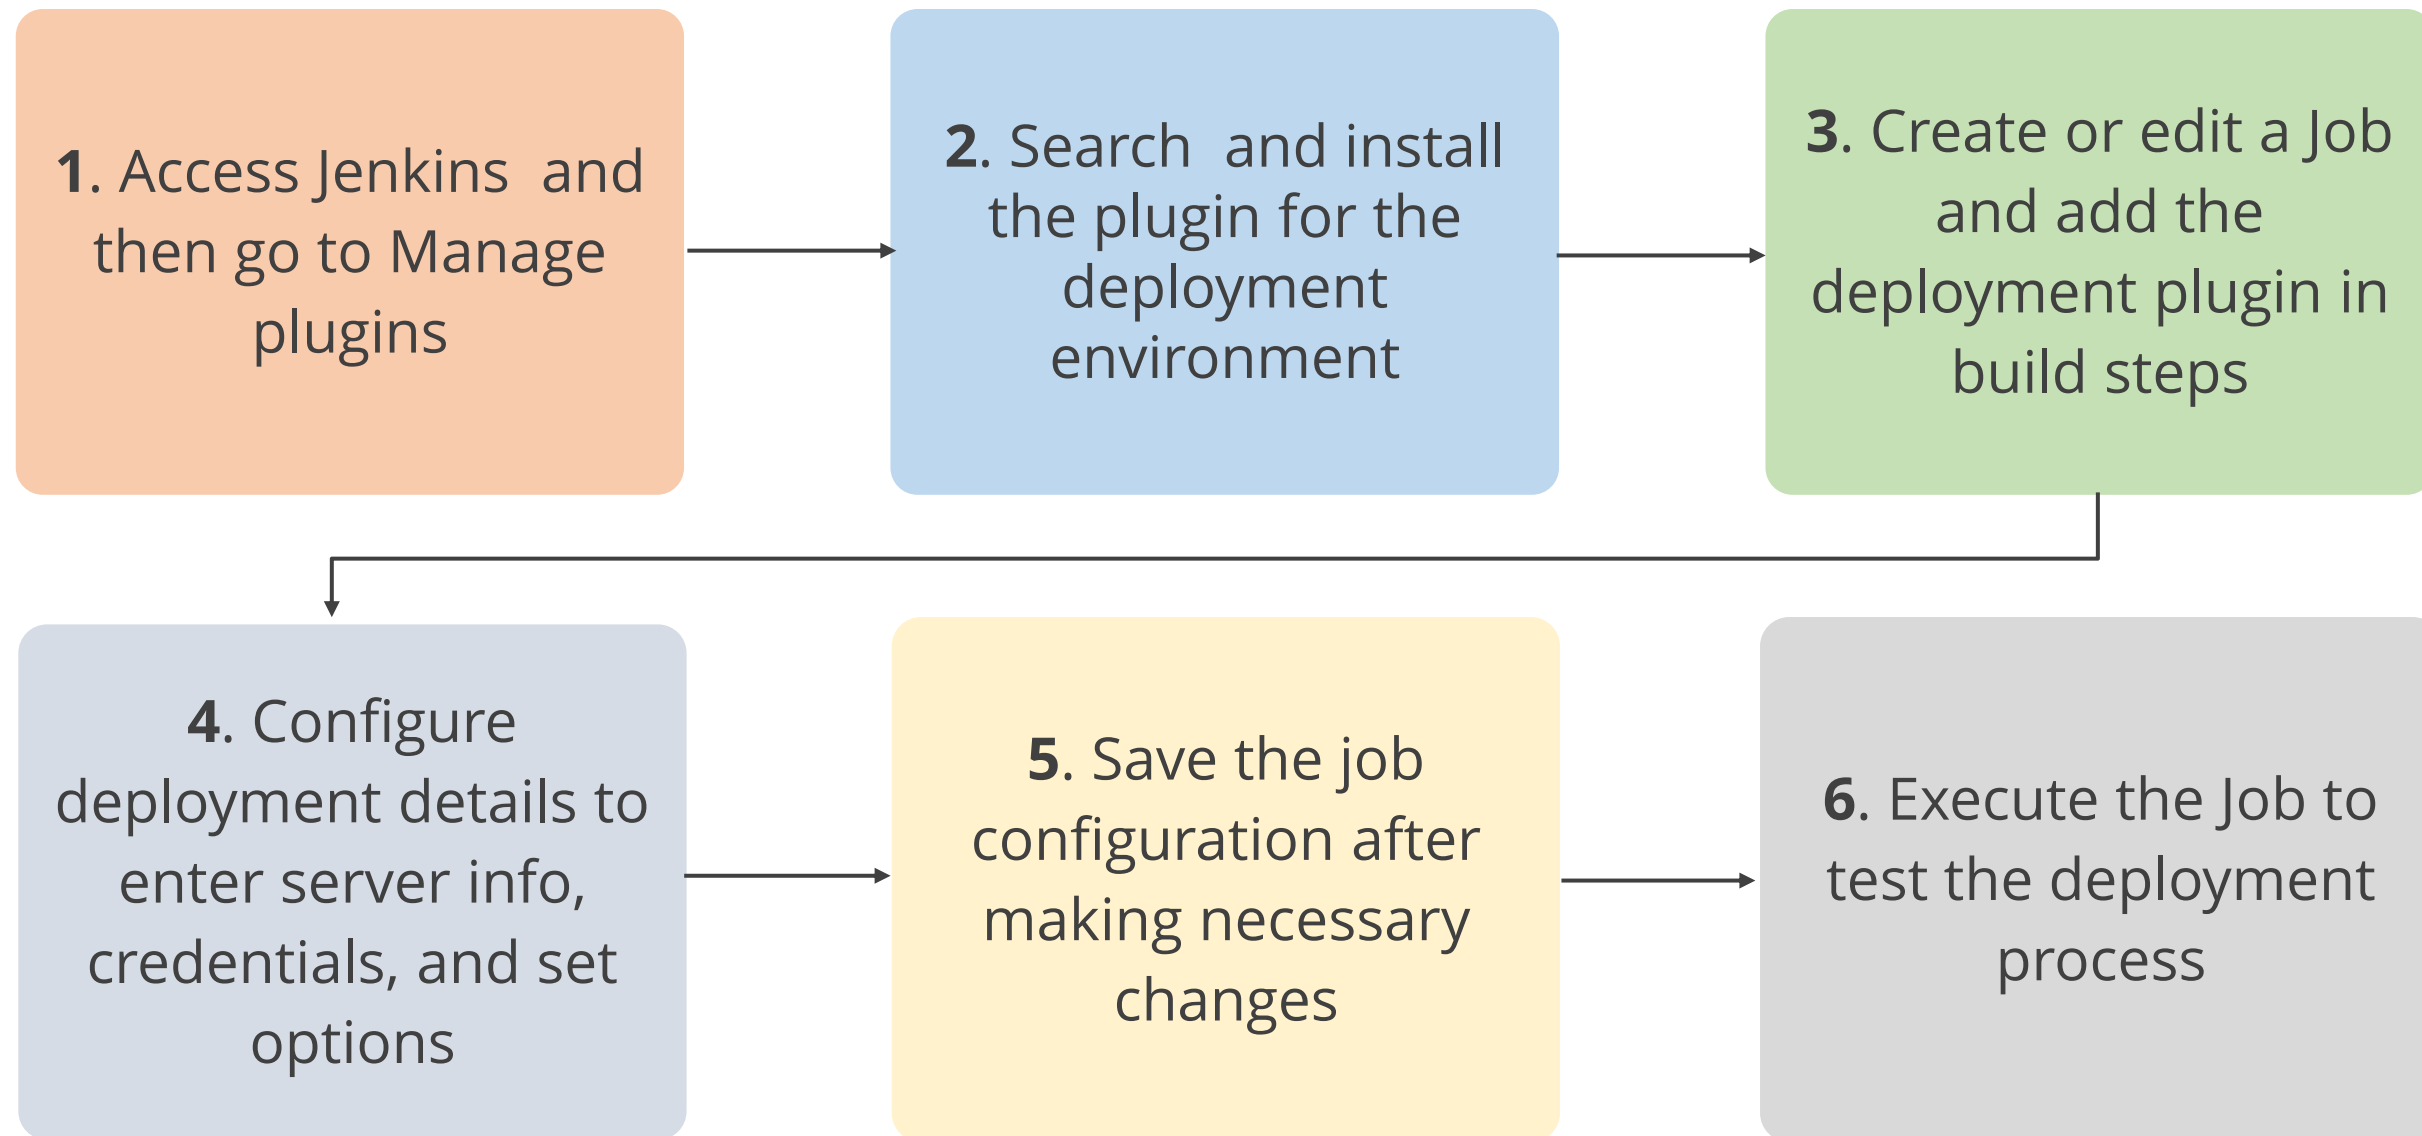 1. Access Jenkins  and
then go to Manage
plugins
2. Search  and install
the plugin for the
deployment
environment
3. Create or edit a Job
and add the
deployment plugin in
build steps
4. Configure
deployment details to
enter server info,
credentials, and set
options
5. Save the job
configuration after
making necessary
changes
6. Execute the Job to
test the deployment
process